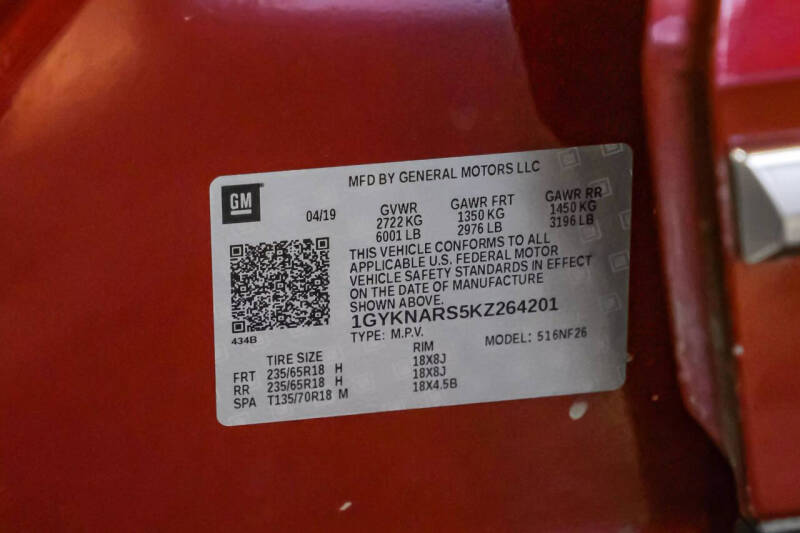 MFD BY GENERAL MOTORS LLC
GM
04/19
GVWR GAWR FRT GAWR RR
2722 KG 1350 KG 1450 KG
6001 LB 2976 LB 3196 LB
THIS VEHICLE CONFORMS TO ALL
APPLICABLE U.S. FEDERAL MOTOR
VEHICLE SAFETY STANDARDS IN EFFECT
ON THE DATE OF MANUFACTURE
SHOWN ABOVE.
434B
1GYKNARS5KZ264201
TYPE: M.P.V. MODEL: 516NF26
TIRE SIZE RIM
FRT 235/65R18 H 18X8J
RR 235/65R18 H 18X8J
SPA T135/70R18 M 18X4.5B